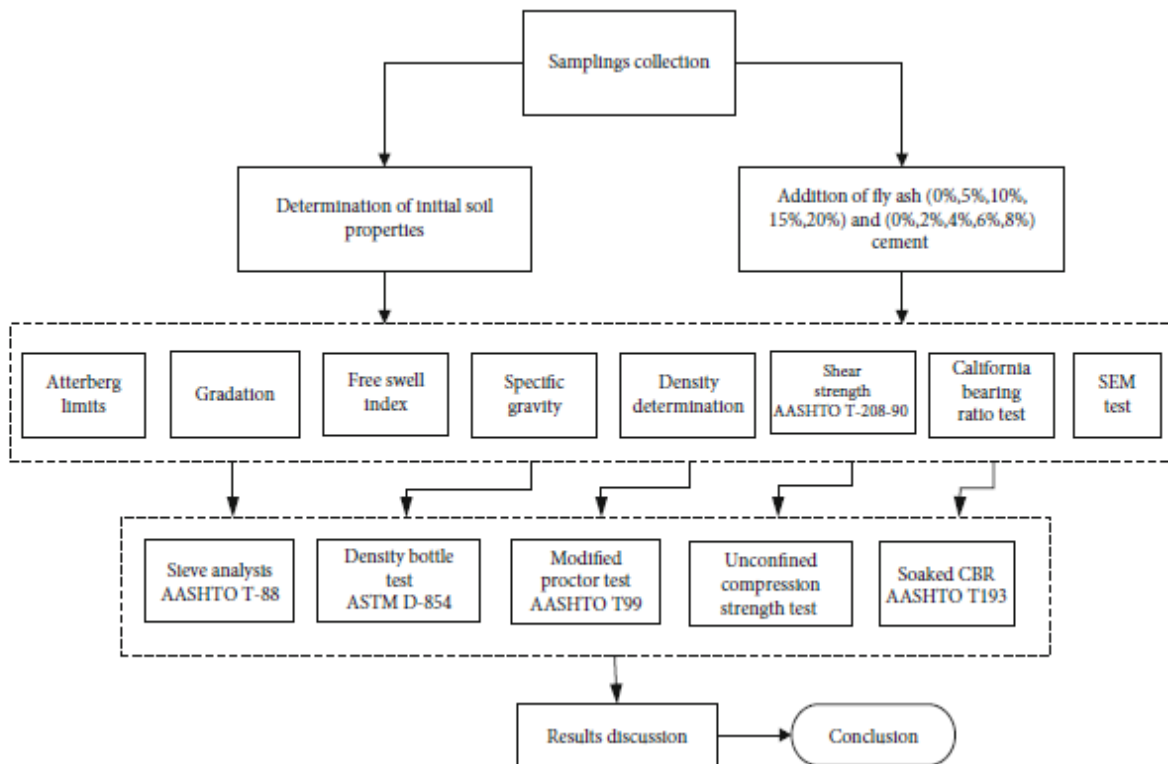 Samplings collection
Determination of initial soil
properties
Addition of fly ash (0%,5%,10%,
15%,20%) and (0%,2%,4%,6%,8%)
cement
Atterberg
limits
Gradation
Free swell
index
Specific
gravity
Density
determination
Shear
strength
AASHTO T-208-90
California
bearing
ratio test
SEM
test
Sieve analysis
AASHTO T-88
Density bottle
test
ASTM D-854
Modified
proctor test
AASHTO T99
Unconfined
compression
strength test
Soaked CBR
AASHTO T193
Results discussion
Conclusion